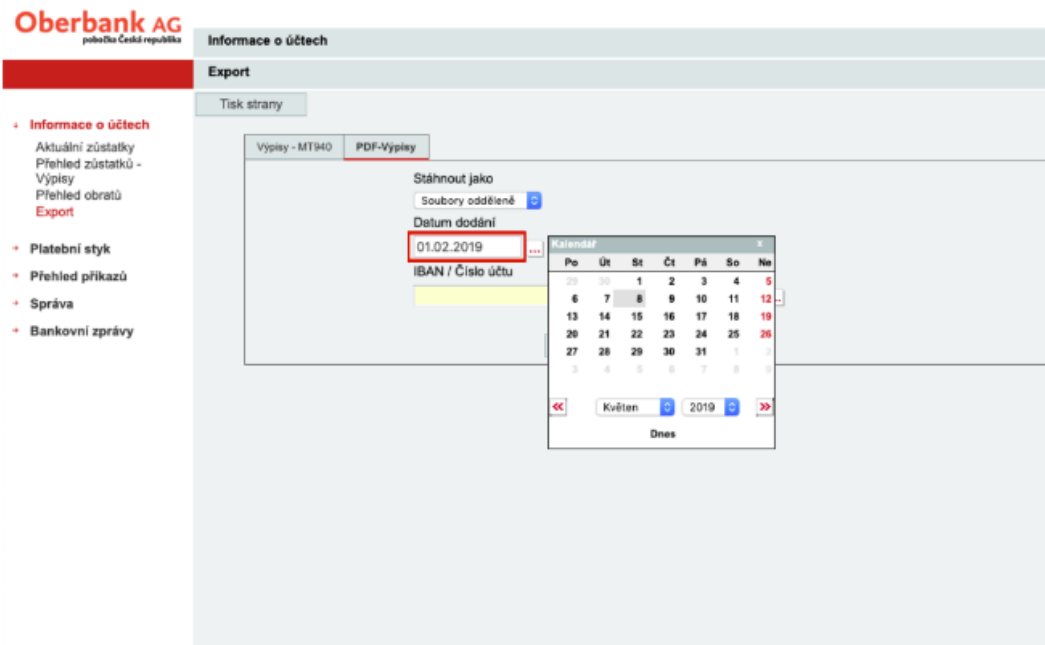 Oberbank AG
pobočka Česká republika
Informace o účtech
Export
Tisk strany
Informace o účtech
Aktuální zůstatky
Přehled zůstatků -
Výpisy
Přehled obratů
Export
Platební styk
Přehled příkazů
Správa
Bankovní zprávy
Výpisy - MT940 PDF-Výpisy
Stáhnout jako
Soubory odděleně
Datum dodání
01.02.2019 ...
IBAN / Číslo účtu
Kalendář x
Po Út St Čt Pá So Ne
29 30 1 2 3 4 5
6 7 8 9 10 11 12
13 14 15 16 17 18 19
20 21 22 23 24 25 26
27 28 29 30 31 1 2
3 4 5 6 7 8 9
« Květen 2019 »
Dnes